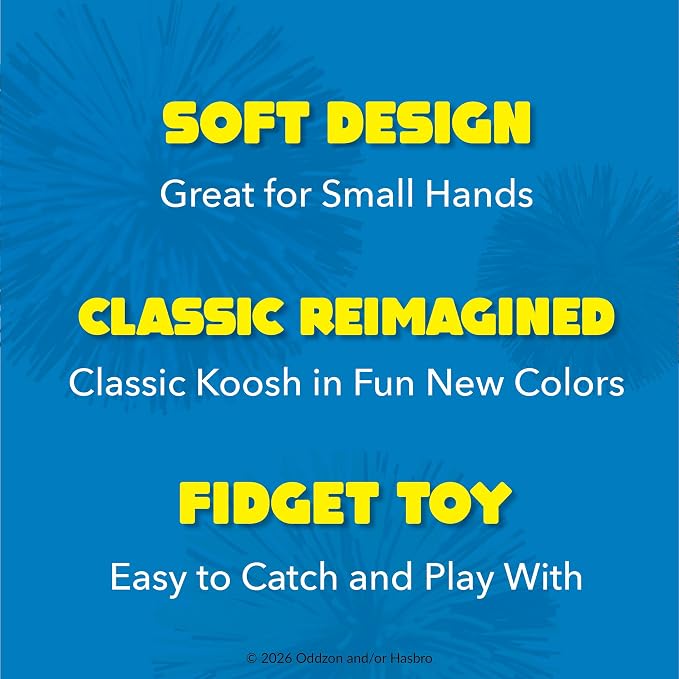 SOFT DESIGN
Great for Small Hands
CLASSIC REIMAGINED
Classic Koosh in Fun New Colors
FIDGET TOY
Easy to Catch and Play With
© 2026 Oddzon and/or Hasbro